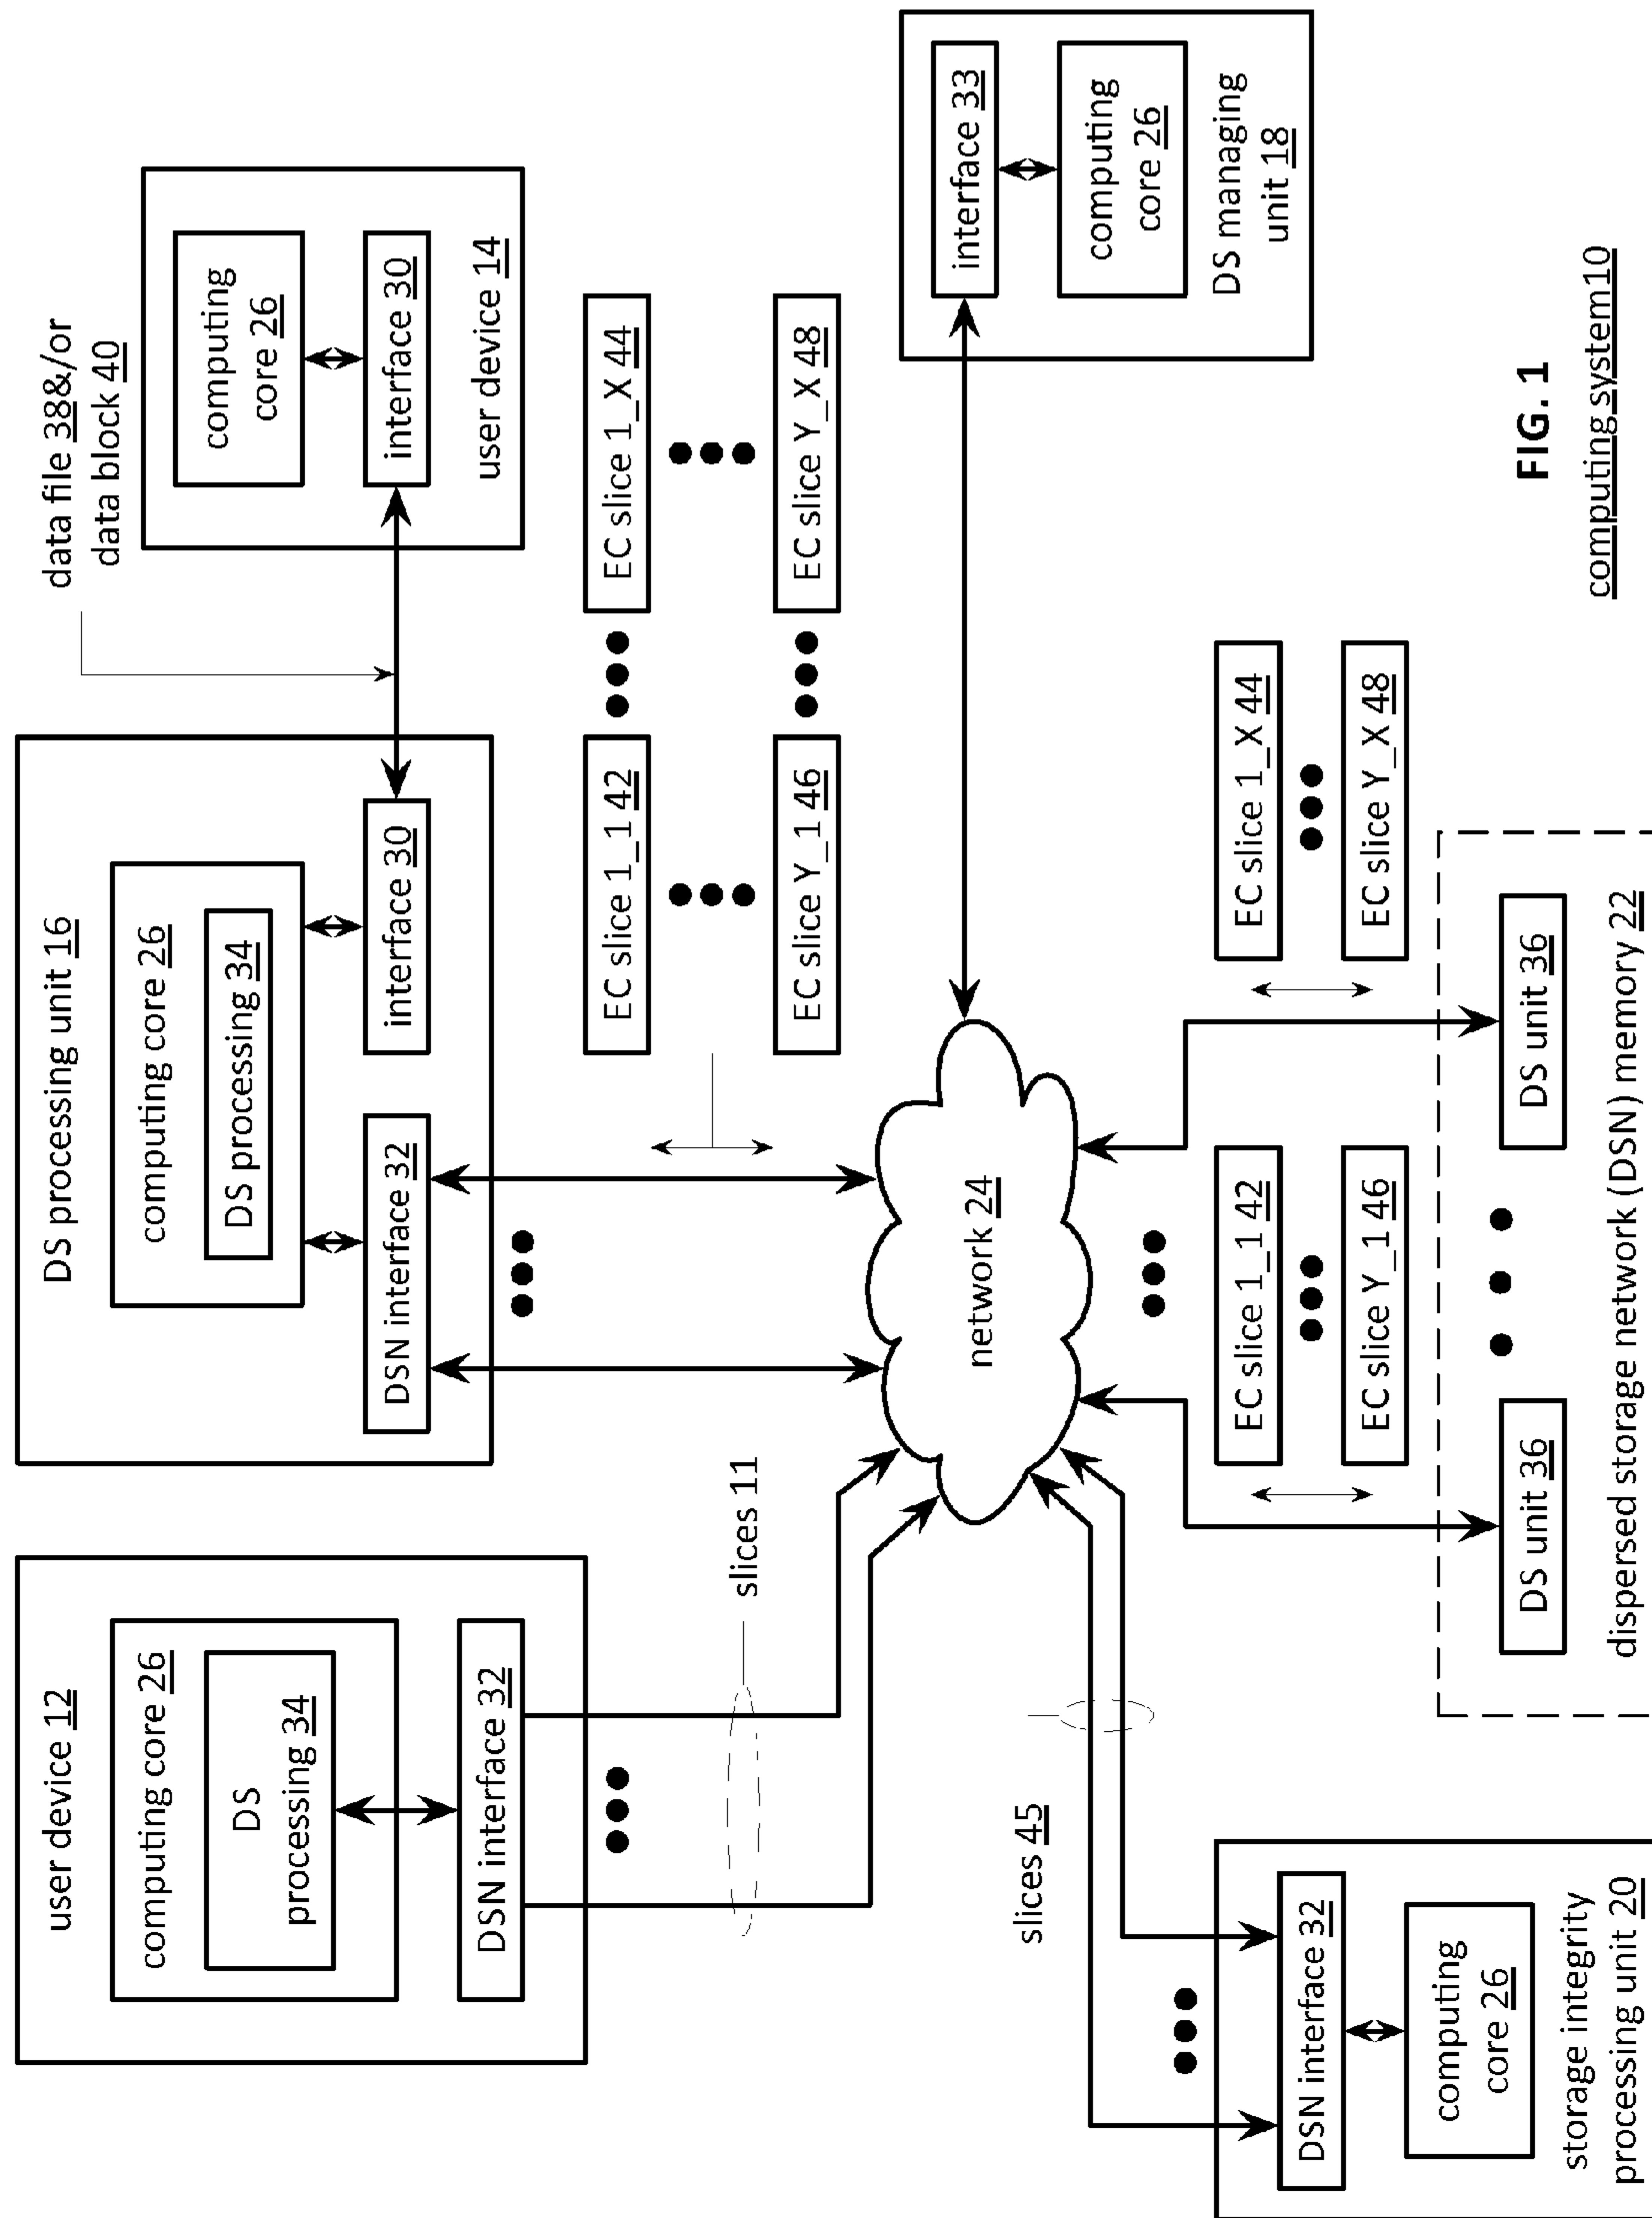 user device 12
computing core 26
DS
processing 34
DSN interface 32
DS processing unit 16
computing core 26
DS processing 34
DSN interface 32
interface 30
data file 38&/or
data block 40
computing
core 26
interface 30
user device 14
slices 11
EC slice 1_1 42
EC slice 1_X 44
EC slice Y_1 46
EC slice Y_X 48
network 24
interface 33
computing
core 26
DS managing
unit 18
slices 45
DSN interface 32
computing
core 26
storage integrity
processing unit 20
EC slice 1_1 42
EC slice Y_1 46
EC slice 1_X 44
EC slice Y_X 48
DS unit 36
DS unit 36
dispersed storage network (DSN) memory 22
FIG. 1
computing system10